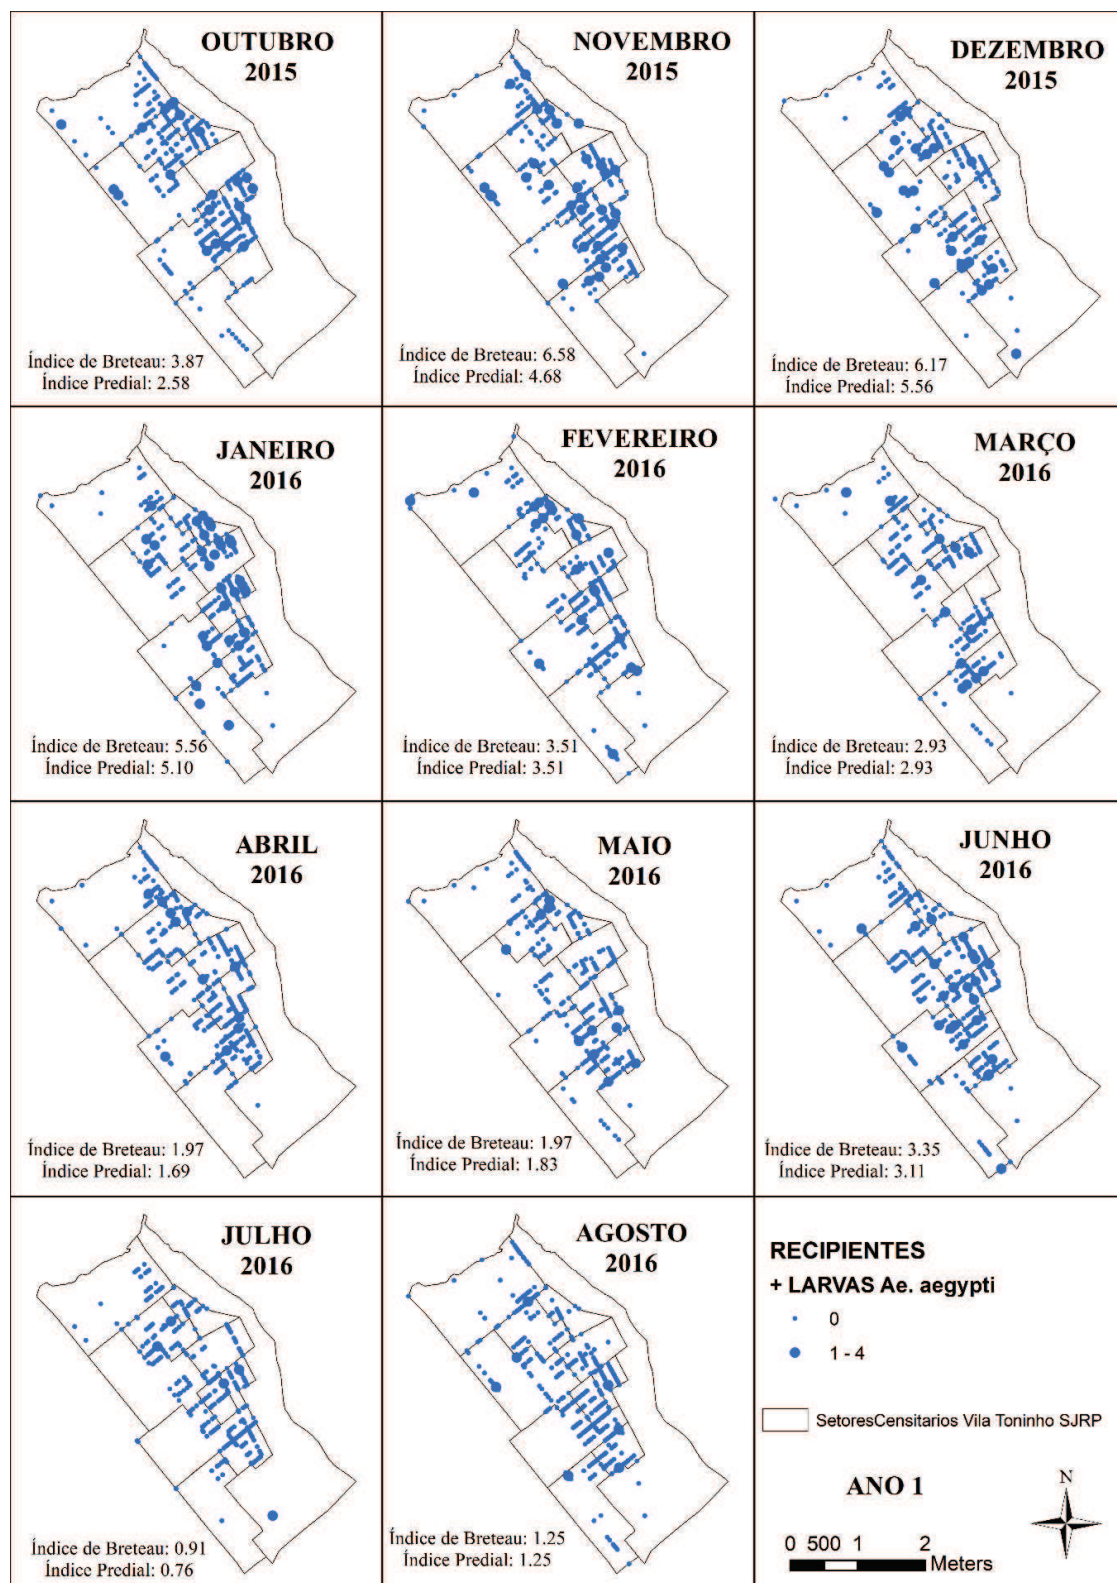 OUTUBRO
2015
Índice de Breteau: 3.87
Índice Predial: 2.58
NOVEMBRO
2015
Índice de Breteau: 6.58
Índice Predial: 4.68
DEZEMBRO
2015
Índice de Breteau: 6.17
Índice Predial: 5.56
JANEIRO
2016
Índice de Breteau: 5.56
Índice Predial: 5.10
FEVEREIRO
2016
Índice de Breteau: 3.51
Índice Predial: 3.51
MARÇO
2016
Índice de Breteau: 2.93
Índice Predial: 2.93
ABRIL
2016
Índice de Breteau: 1.97
Índice Predial: 1.69
MAIO
2016
Índice de Breteau: 1.97
Índice Predial: 1.83
JUNHO
2016
Índice de Breteau: 3.35
Índice Predial: 3.11
JULHO
2016
Índice de Breteau: 0.91
Índice Predial: 0.76
AGOSTO
2016
Índice de Breteau: 1.25
Índice Predial: 1.25
RECIPIENTES
+ LARVAS Ae. aegypti
0
1 - 4
SetoresCensitarios Vila Toninho SJRP
ANO 1
N
0 500 1 2
Meters